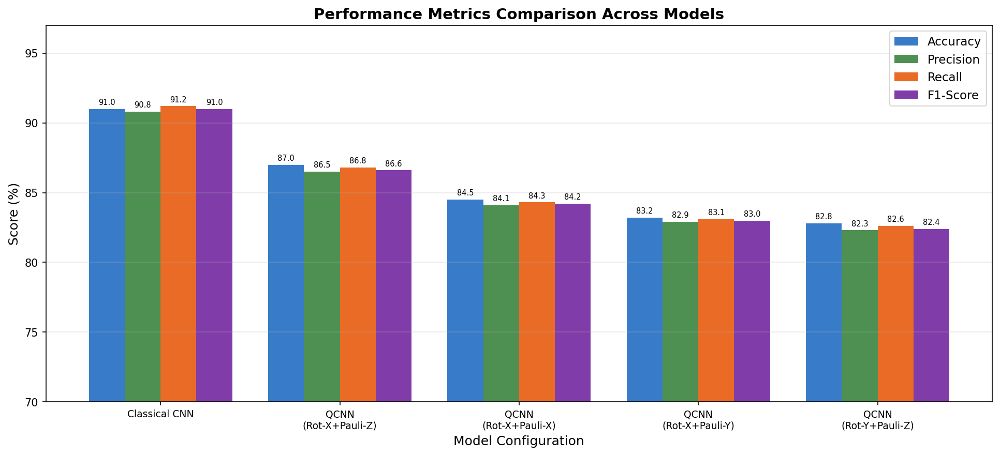 Performance Metrics Comparison Across Models
Accuracy
Precision
Recall
F1-Score
Score (%)
95
90
85
80
75
70
91.0
90.8
91.2
91.0
87.0
86.5
86.8
86.6
84.5
84.1
84.3
84.2
83.2
82.9
83.1
83.0
82.8
82.3
82.6
82.4
Classical CNN
QCNN
(Rot-X+Pauli-Z)
QCNN
(Rot-X+Pauli-X)
QCNN
(Rot-X+Pauli-Y)
QCNN
(Rot-Y+Pauli-Z)
Model Configuration